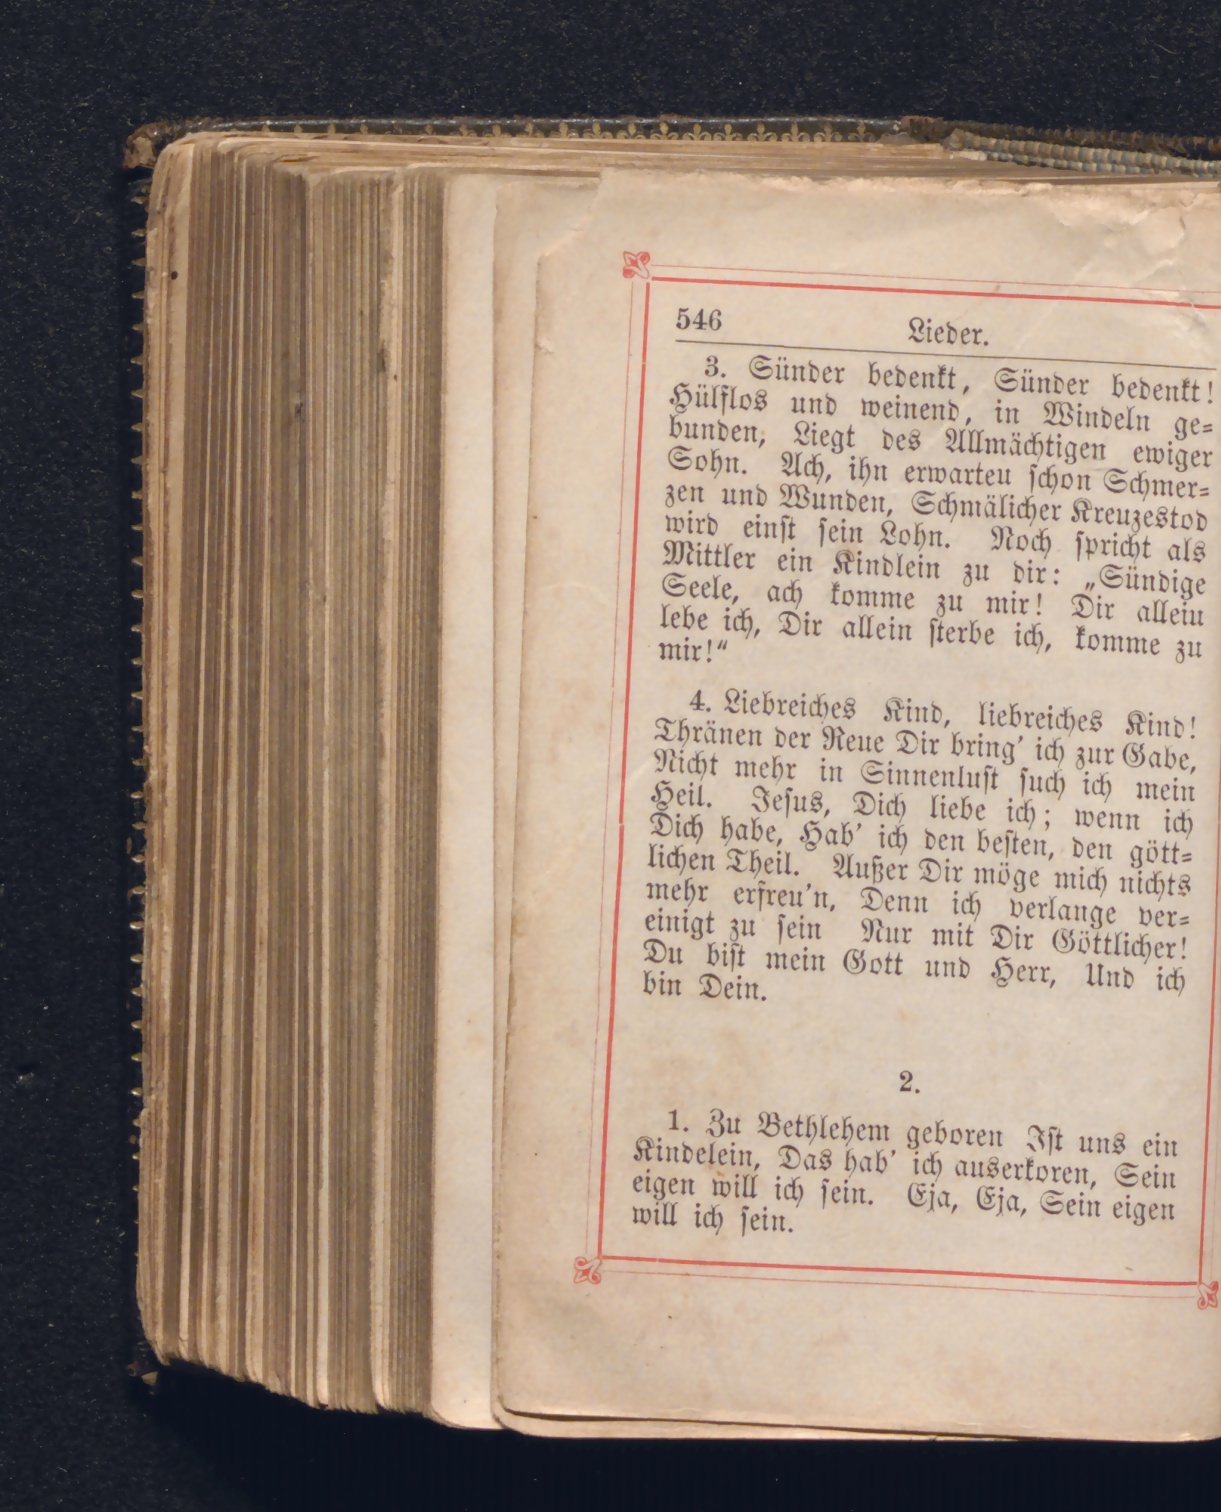 546
Lieder.
3. Sünder bedenkt, Sünder bedenkt!
Hülflos und weinend, in Windeln ge=
bunden, Liegt des Allmächtigen ewiger
Sohn. Ach, ihn erwarten schon Schmer=
zen und Wunden, Schmälicher Kreuzestod
wird einst sein Lohn. Noch spricht als
Mittler ein Kindlein zu dir: „Sündige
Seele, ach komme zu mir! Dir allein
lebe ich, Dir allein sterbe ich, komme zu
mir!“
4. Liebreiches Kind, liebreiches Kind!
Thränen der Reue Dir bring’ ich zur Gabe,
Nicht mehr in Sinnenlust such ich mein
Heil. Jesus, Dich liebe ich; wenn ich
Dich habe, Hab’ ich den besten, den gött=
lichen Theil. Außer Dir möge mich nichts
mehr erfreu’n, Denn ich verlange ver=
einigt zu sein Nur mit Dir Göttlicher!
Du bist mein Gott und Herr, Und ich
bin Dein.
2.
1. Zu Bethlehem geboren Ist uns ein
Kindelein, Das hab’ ich auserkoren, Sein
eigen will ich sein. Eja, Eja, Sein eigen
will ich sein.